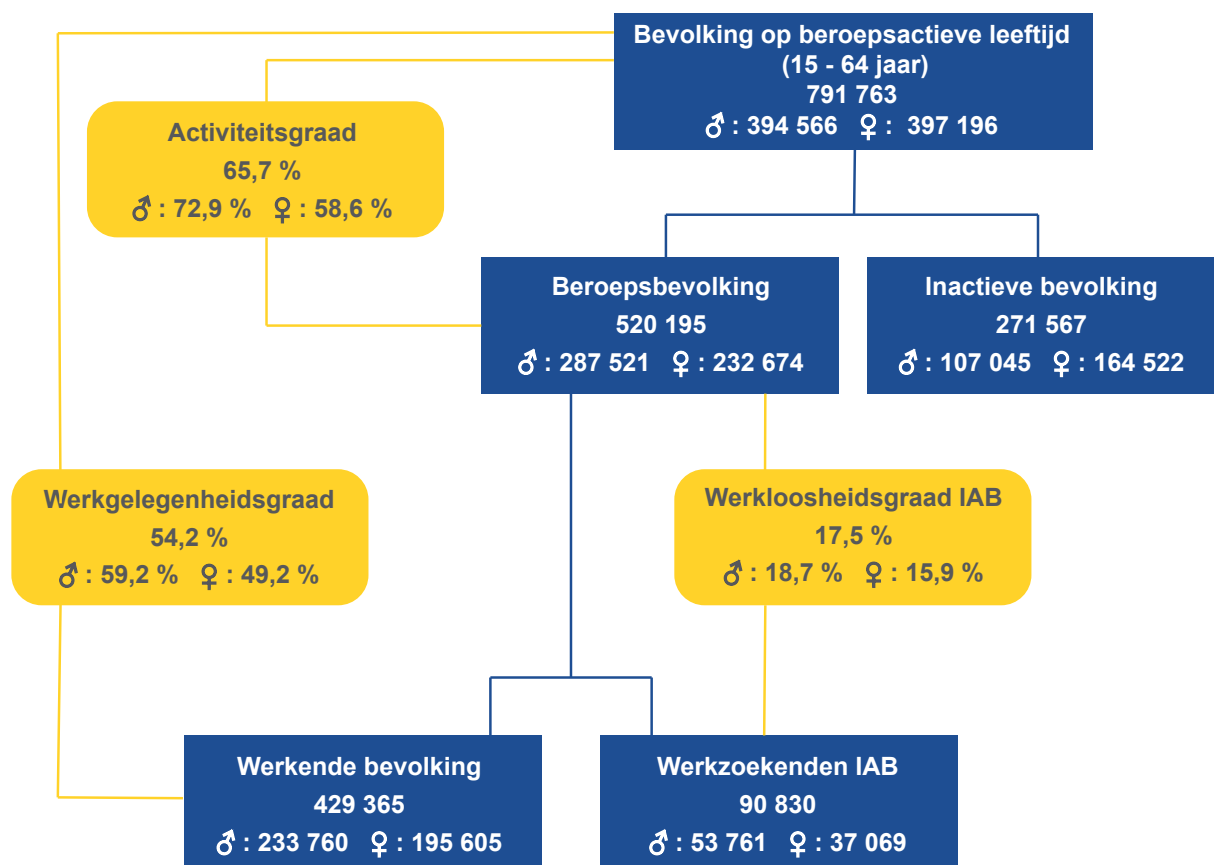 Bevolking op beroepsactieve leeftijd
(15 - 64 jaar)
791 763
♂ : 394 566 ♀ : 397 196
Activiteitsgraad
65,7 %
♂ : 72,9 % ♀ : 58,6 %
Beroepsbevolking
520 195
♂ : 287 521 ♀ : 232 674
Inactieve bevolking
271 567
♂ : 107 045 ♀ : 164 522
Werkgelegenheidsgraad
54,2 %
♂ : 59,2 % ♀ : 49,2 %
Werkloosheidsgraad IAB
17,5 %
♂ : 18,7 % ♀ : 15,9 %
Werkende bevolking
429 365
♂ : 233 760 ♀ : 195 605
Werkzoekenden IAB
90 830
♂ : 53 761 ♀ : 37 069